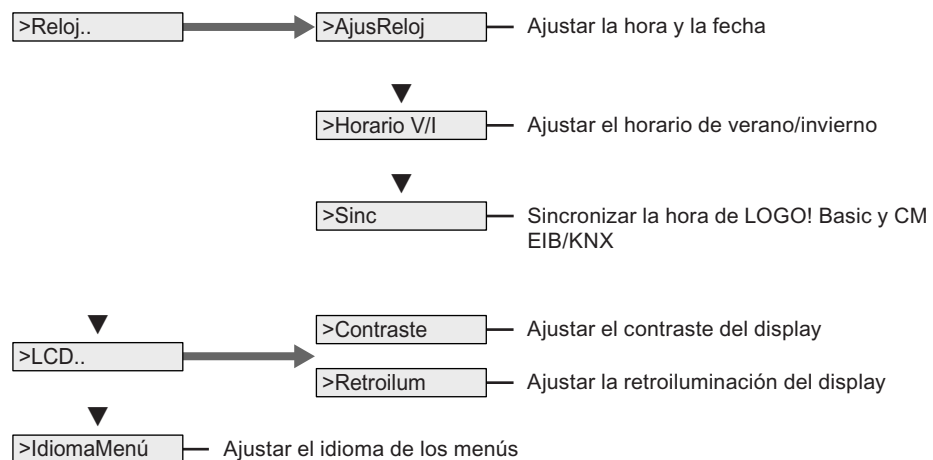 >Reloj..
>AjusReloj
Ajustar la hora y la fecha
>Horario V/I
Ajustar el horario de verano/invierno
>Sinc
Sincronizar la hora de LOGO! Basic y CM
EIB/KNX
>LCD..
>Contraste
Ajustar el contraste del display
>Retroilum
Ajustar la retroiluminación del display
>IdiomaMenú
Ajustar el idioma de los menús